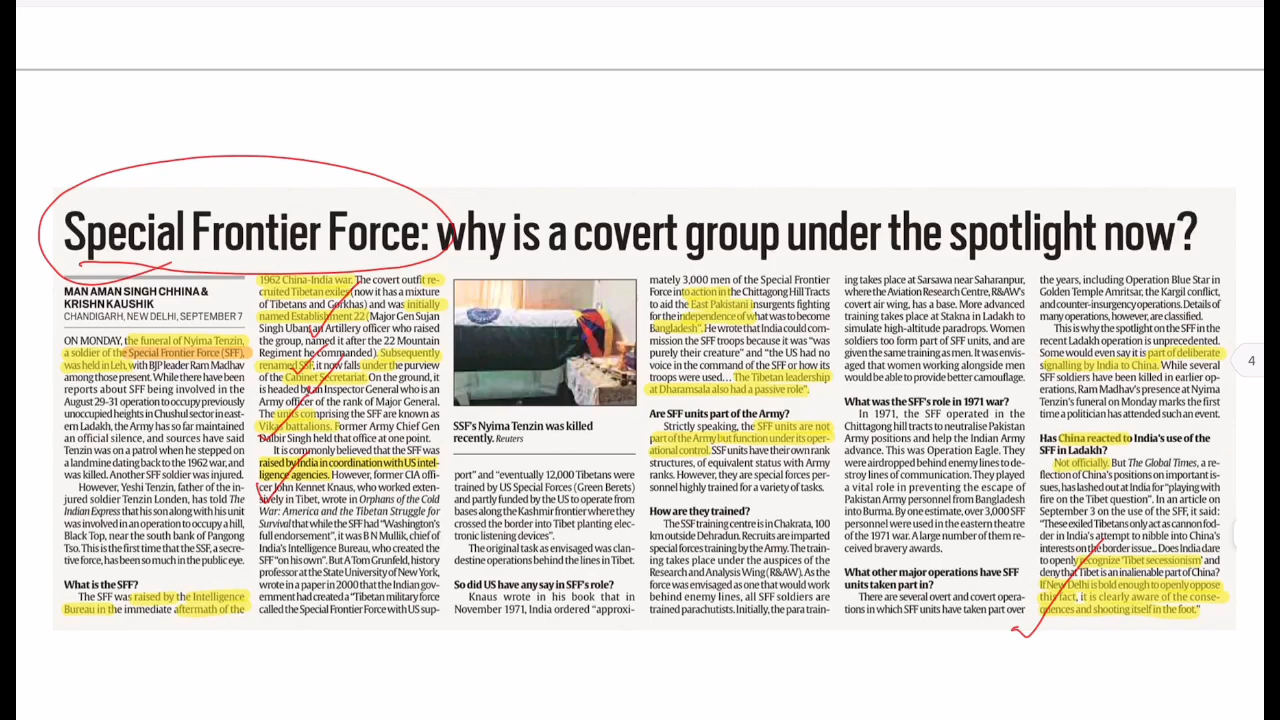 Special Frontier Force: why is a covert group under the spotlight now?
MAN AMAN SINGH CHHINA &
KRISHN KAUSHIK
CHANDIGARH, NEW DELHI, SEPTEMBER 7
ON MONDAY, the funeral of Nyima Tenzin,
a soldier of the Special Frontier Force (SFF),
was held in Leh, with BJP leader Ram Madhav
among those present. While there have been
reports about SFF being involved in the
August 29-31 operation to occupy previously
unoccupied heights in Chushul sector in east-
ern Ladakh, the Army has so far maintained
an official silence, and sources have said
Tenzin was on a patrol when he stepped on
a landmine dating back to the 1962 war, and
was killed. Another SFF soldier was injured.
However, Yeshi Tenzin, father of the in-
jured soldier Tenzin Londen, has told The
Indian Express that his son along with his unit
was involved in an operation to occupy a hill,
Black Top, near the south bank of Pangong
Tso. This is the first time that the SSF, a secre-
tive force, has been so much in the public eye.
What is the SFF?
The SFF was raised by the Intelligence
Bureau in the immediate aftermath of the
1962 China-India war. The covert outfit re-
cruited Tibetan exiles (now it has a mixture
of Tibetans and Gorkhas) and was initially
named Establishment 22 (Major Gen Sujan
Singh Uban, an Artillery officer who raised
the group, named it after the 22 Mountain
Regiment he commanded). Subsequently
renamed SSF, it now falls under the purview
of the Cabinet Secretariat. On the ground, it
is headed by an Inspector General who is an
Army officer of the rank of Major General.
The units comprising the SFF are known as
Vikas battalions. Former Army Chief Gen
Dalbir Singh held that office at one point.
It is commonly believed that the SFF was
raised by India in coordination with US intel-
ligence agencies. However, former CIA offi-
cer John Kennet Knaus, who worked exten-
sively in Tibet, wrote in Orphans of the Cold
War: America and the Tibetan Struggle for
Survival that while the SFF had “Washington's
full endorsement”, it was B N Mullik, chief of
India's Intelligence Bureau, who created the
SFF “on his own”. But A Tom Grunfeld, history
professor at the State University of New York,
wrote in a paper in 2000 that the Indian gov-
ernment had created a “Tibetan military force
called the Special Frontier Force with US sup-
SSF's Nyima Tenzin was killed
recently. Reuters
port” and “eventually 12,000 Tibetans were
trained by US Special Forces (Green Berets)
and partly funded by the US to operate from
bases along the Kashmir frontier where they
crossed the border into Tibet planting elec-
tronic listening devices”.
The original task as envisaged was clan-
destine operations behind the lines in Tibet.
So did US have any say in SFF's role?
Knaus wrote in his book that in
November 1971, India ordered “approxi-
mately 3,000 men of the Special Frontier
Force into action in the Chittagong Hill Tracts
to aid the East Pakistani insurgents fighting
for the independence of what was to become
Bangladesh”. He wrote that India could com-
mission the SFF troops because it was “was
purely their creature” and “the US had no
voice in the command of the SFF or how its
troops were used... The Tibetan leadership
at Dharamsala also had a passive role”.
Are SFF units part of the Army?
Strictly speaking, the SFF units are not
part of the Army but function under its oper-
ational control. SSF units have their own rank
structures, of equivalent status with Army
ranks. However, they are special forces per-
sonnel highly trained for a variety of tasks.
How are they trained?
The SSF training centre is in Chakrata, 100
km outside Dehradun. Recruits are imparted
special forces training by the Army. The train-
ing takes place under the auspices of the
Research and Analysis Wing (R&AW). As the
force was envisaged as one that would work
behind enemy lines, all SFF soldiers are
trained parachutists. Initially, the para train-
ing takes place at Sarsawa near Saharanpur,
where the Aviation Research Centre, R&AW's
covert air wing, has a base. More advanced
training takes place at Stakna in Ladakh to
simulate high-altitude paradrops. Women
soldiers too form part of SFF units, and are
given the same training as men. It was envis-
aged that women working alongside men
would be able to provide better camouflage.
What was the SFF's role in 1971 war?
In 1971, the SFF operated in the
Chittagong hill tracts to neutralise Pakistan
Army positions and help the Indian Army
advance. This was Operation Eagle. They
were airdropped behind enemy lines to de-
stroy lines of communication. They played
a vital role in preventing the escape of
Pakistan Army personnel from Bangladesh
into Burma. By one estimate, over 3,000 SFF
personnel were used in the eastern theatre
of the 1971 war. A large number of them re-
ceived bravery awards.
What other major operations have SFF
units taken part in?
There are several overt and covert opera-
tions in which SFF units have taken part over
the years, including Operation Blue Star in
Golden Temple Amritsar, the Kargil conflict,
and counter-insurgency operations. Details of
many operations, however, are classified.
This is why the spotlight on the SFF in the
recent Ladakh operation is unprecedented.
Some would even say it is part of deliberate
signalling by India to China. While several
SFF soldiers have been killed in earlier op-
erations, Ram Madhav's presence at Nyima
Tenzin's funeral on Monday marks the first
time a politician has attended such an event.
Has China reacted to India's use of the
SFF in Ladakh?
Not officially. But The Global Times, a re-
flection of China's positions on important is-
sues, has lashed out at India for “playing with
fire on the Tibet question”. In an article on
September 3 on the use of the SFF, it said:
“These exiled Tibetans only act as cannon fod-
der in India's attempt to nibble into China's
interests on the border issue... Does India dare
to openly recognize 'Tibet secessionism' and
deny that Tibet is an inalienable part of China?
If New Delhi is bold enough to openly oppose
this fact, it is clearly aware of the conse-
quences and shooting itself in the foot.”
4